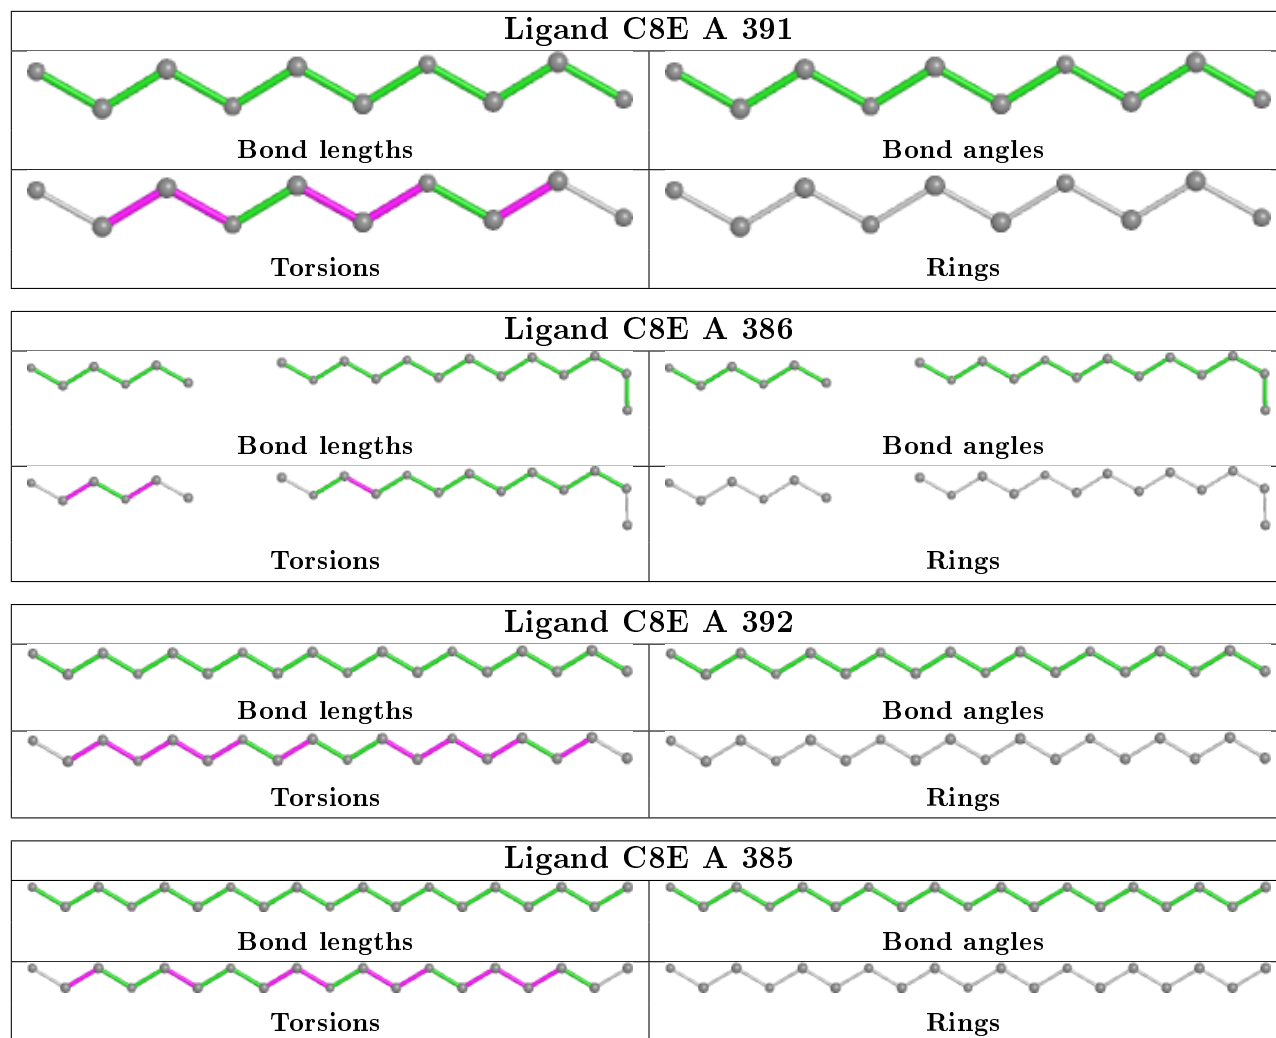 Ligand C8E A 391
Bond lengths
Bond angles
Torsions
Rings
Ligand C8E A 386
Bond lengths
Bond angles
Torsions
Rings
Ligand C8E A 392
Bond lengths
Bond angles
Torsions
Rings
Ligand C8E A 385
Bond lengths
Bond angles
Torsions
Rings